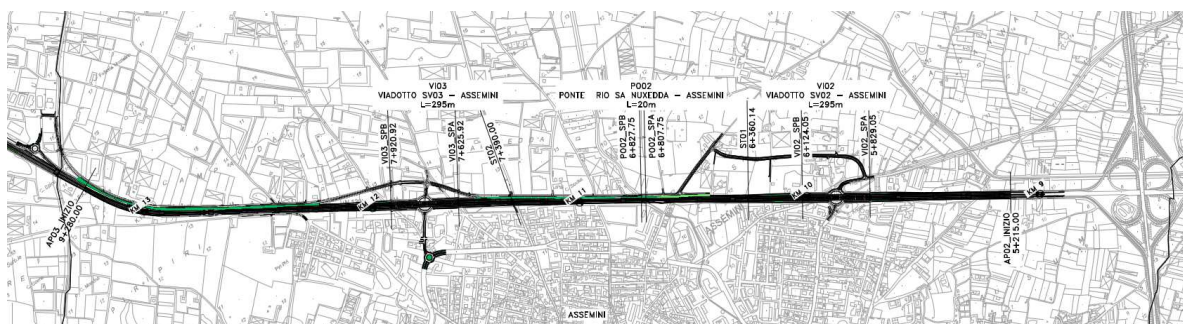 VI03
VIADOTTO SV03 – ASSEMINI
L=295m
PO02
PONTE RIO SA NUXEDDA – ASSEMINI
L=20m
VI02
VIADOTTO SV02 – ASSEMINI
L=295m
VI03_SPB
7+920.92
VI03_SPA
7+625.92
ST02
7+390.00
PO02_SPB
6+827.75
PO02_SPA
6+807.75
ST01
6+360.14
VI02_SPB
6+124.05
VI02_SPA
5+829.05
KM 13
KM 12
KM 11
KM 10
KM 9
AP03_INIZIO
9+260.00
AP02_INIZIO
5+215.00
ASSEMINI
ASSEMINI